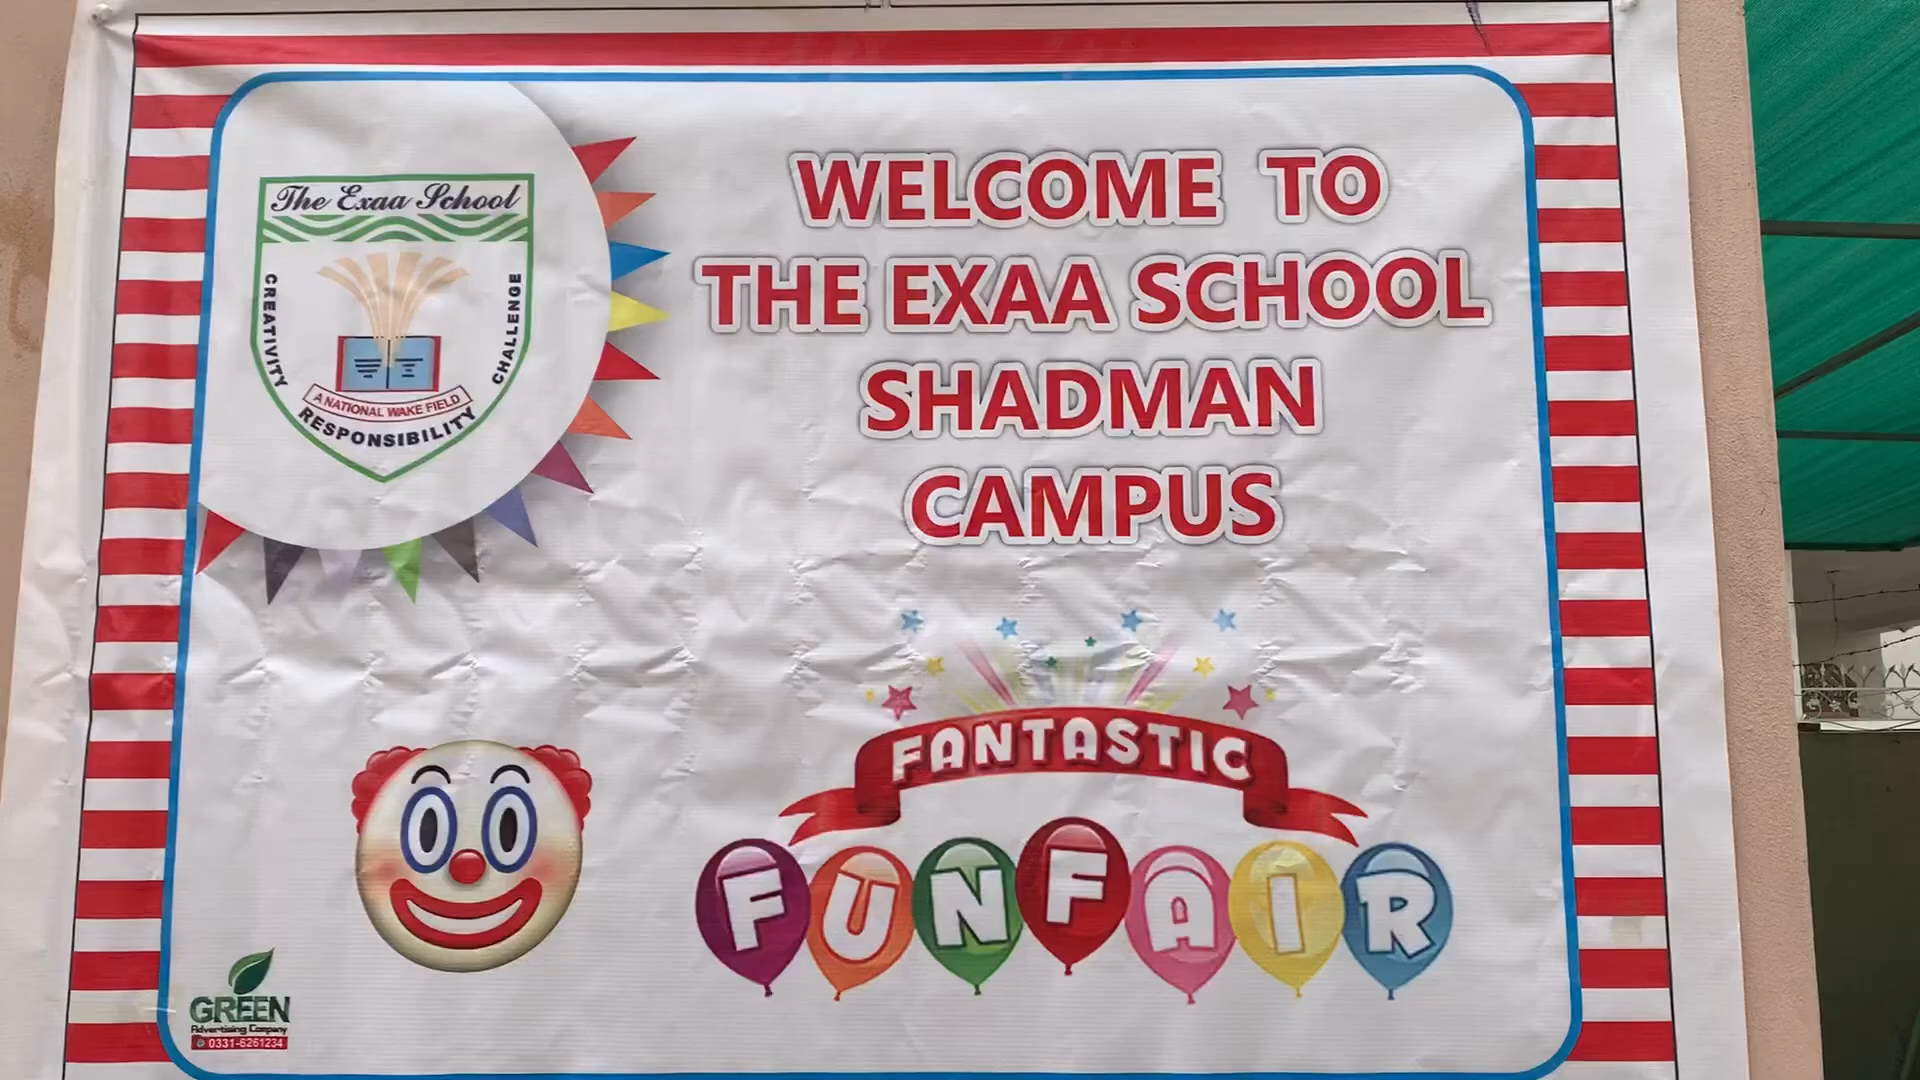 The Exaa School
CREATIVITY
CHALLENGE
A NATIONAL WAKE FIELD
RESPONSIBILITY
WELCOME TO
THE EXAA SCHOOL
SHADMAN
CAMPUS
FANTASTIC
FUNFAIR
GREEN
Advertising Company
0331-6261234